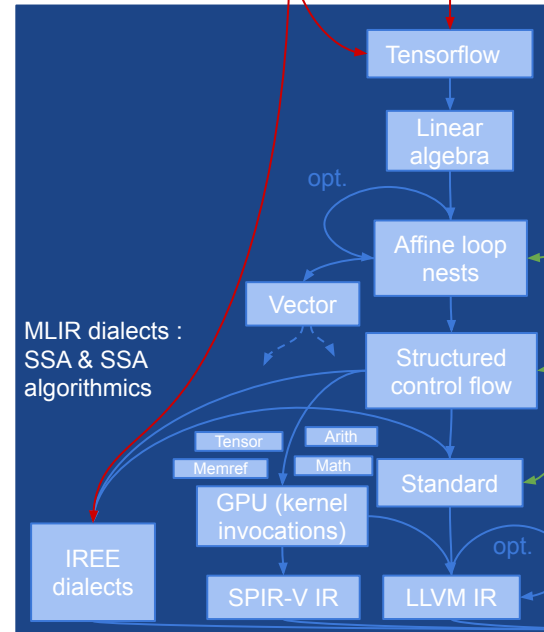 Tensorflow
Linear
algebra
opt.
Affine loop
nests
Vector
MLIR dialects :
SSA & SSA
algorithmics
Structured
control flow
Tensor
Arith
Memref
Math
Standard
GPU (kernel
invocations)
opt.
IREE
dialects
SPIR-V IR
LLVM IR